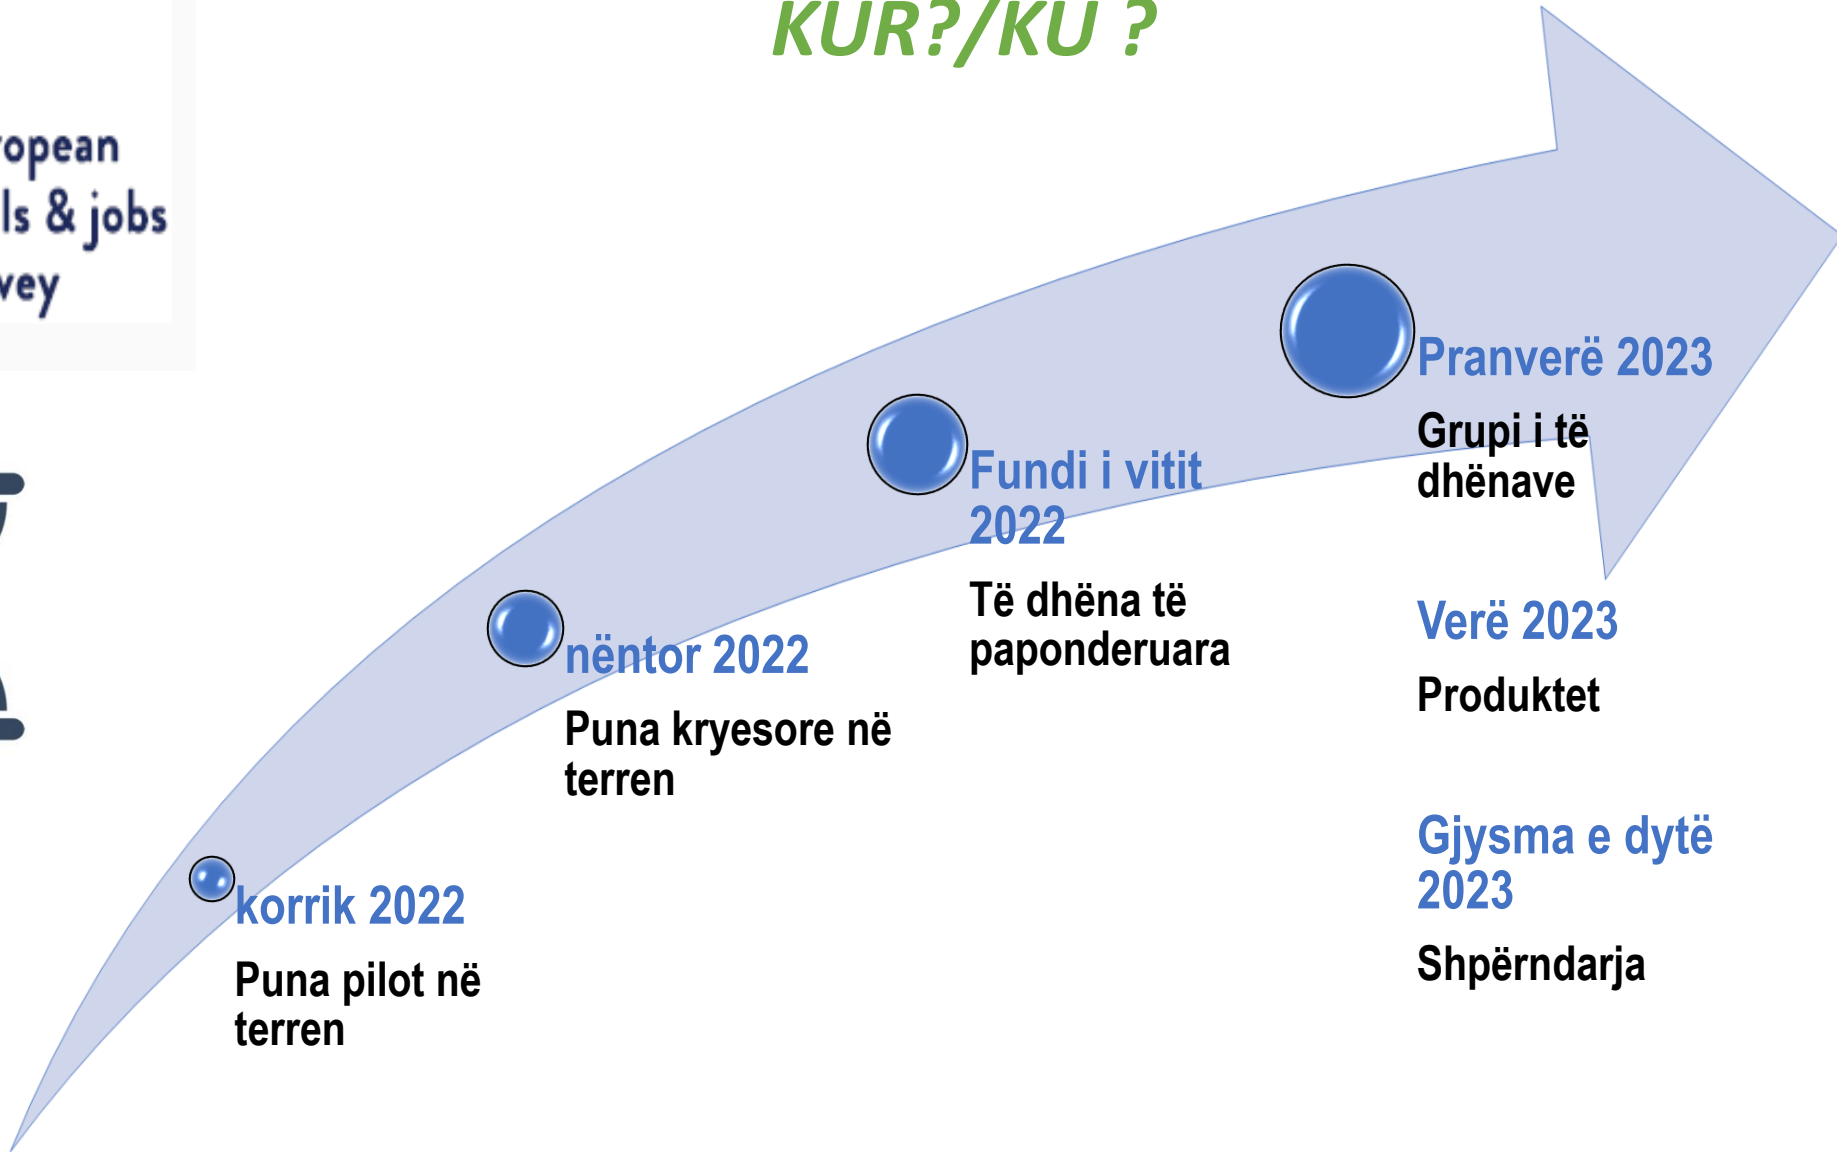 KUR?/KU ?
ropean
ls & jobs
vey
korrik 2022
Puna pilot në
terren
nëntor 2022
Puna kryesore në
terren
Fundi i vitit
2022
Të dhëna të
paponderuara
Pranverë 2023
Grupi i të
dhënave
Verë 2023
Produktet
Gjysma e dytë
2023
Shpërndarja